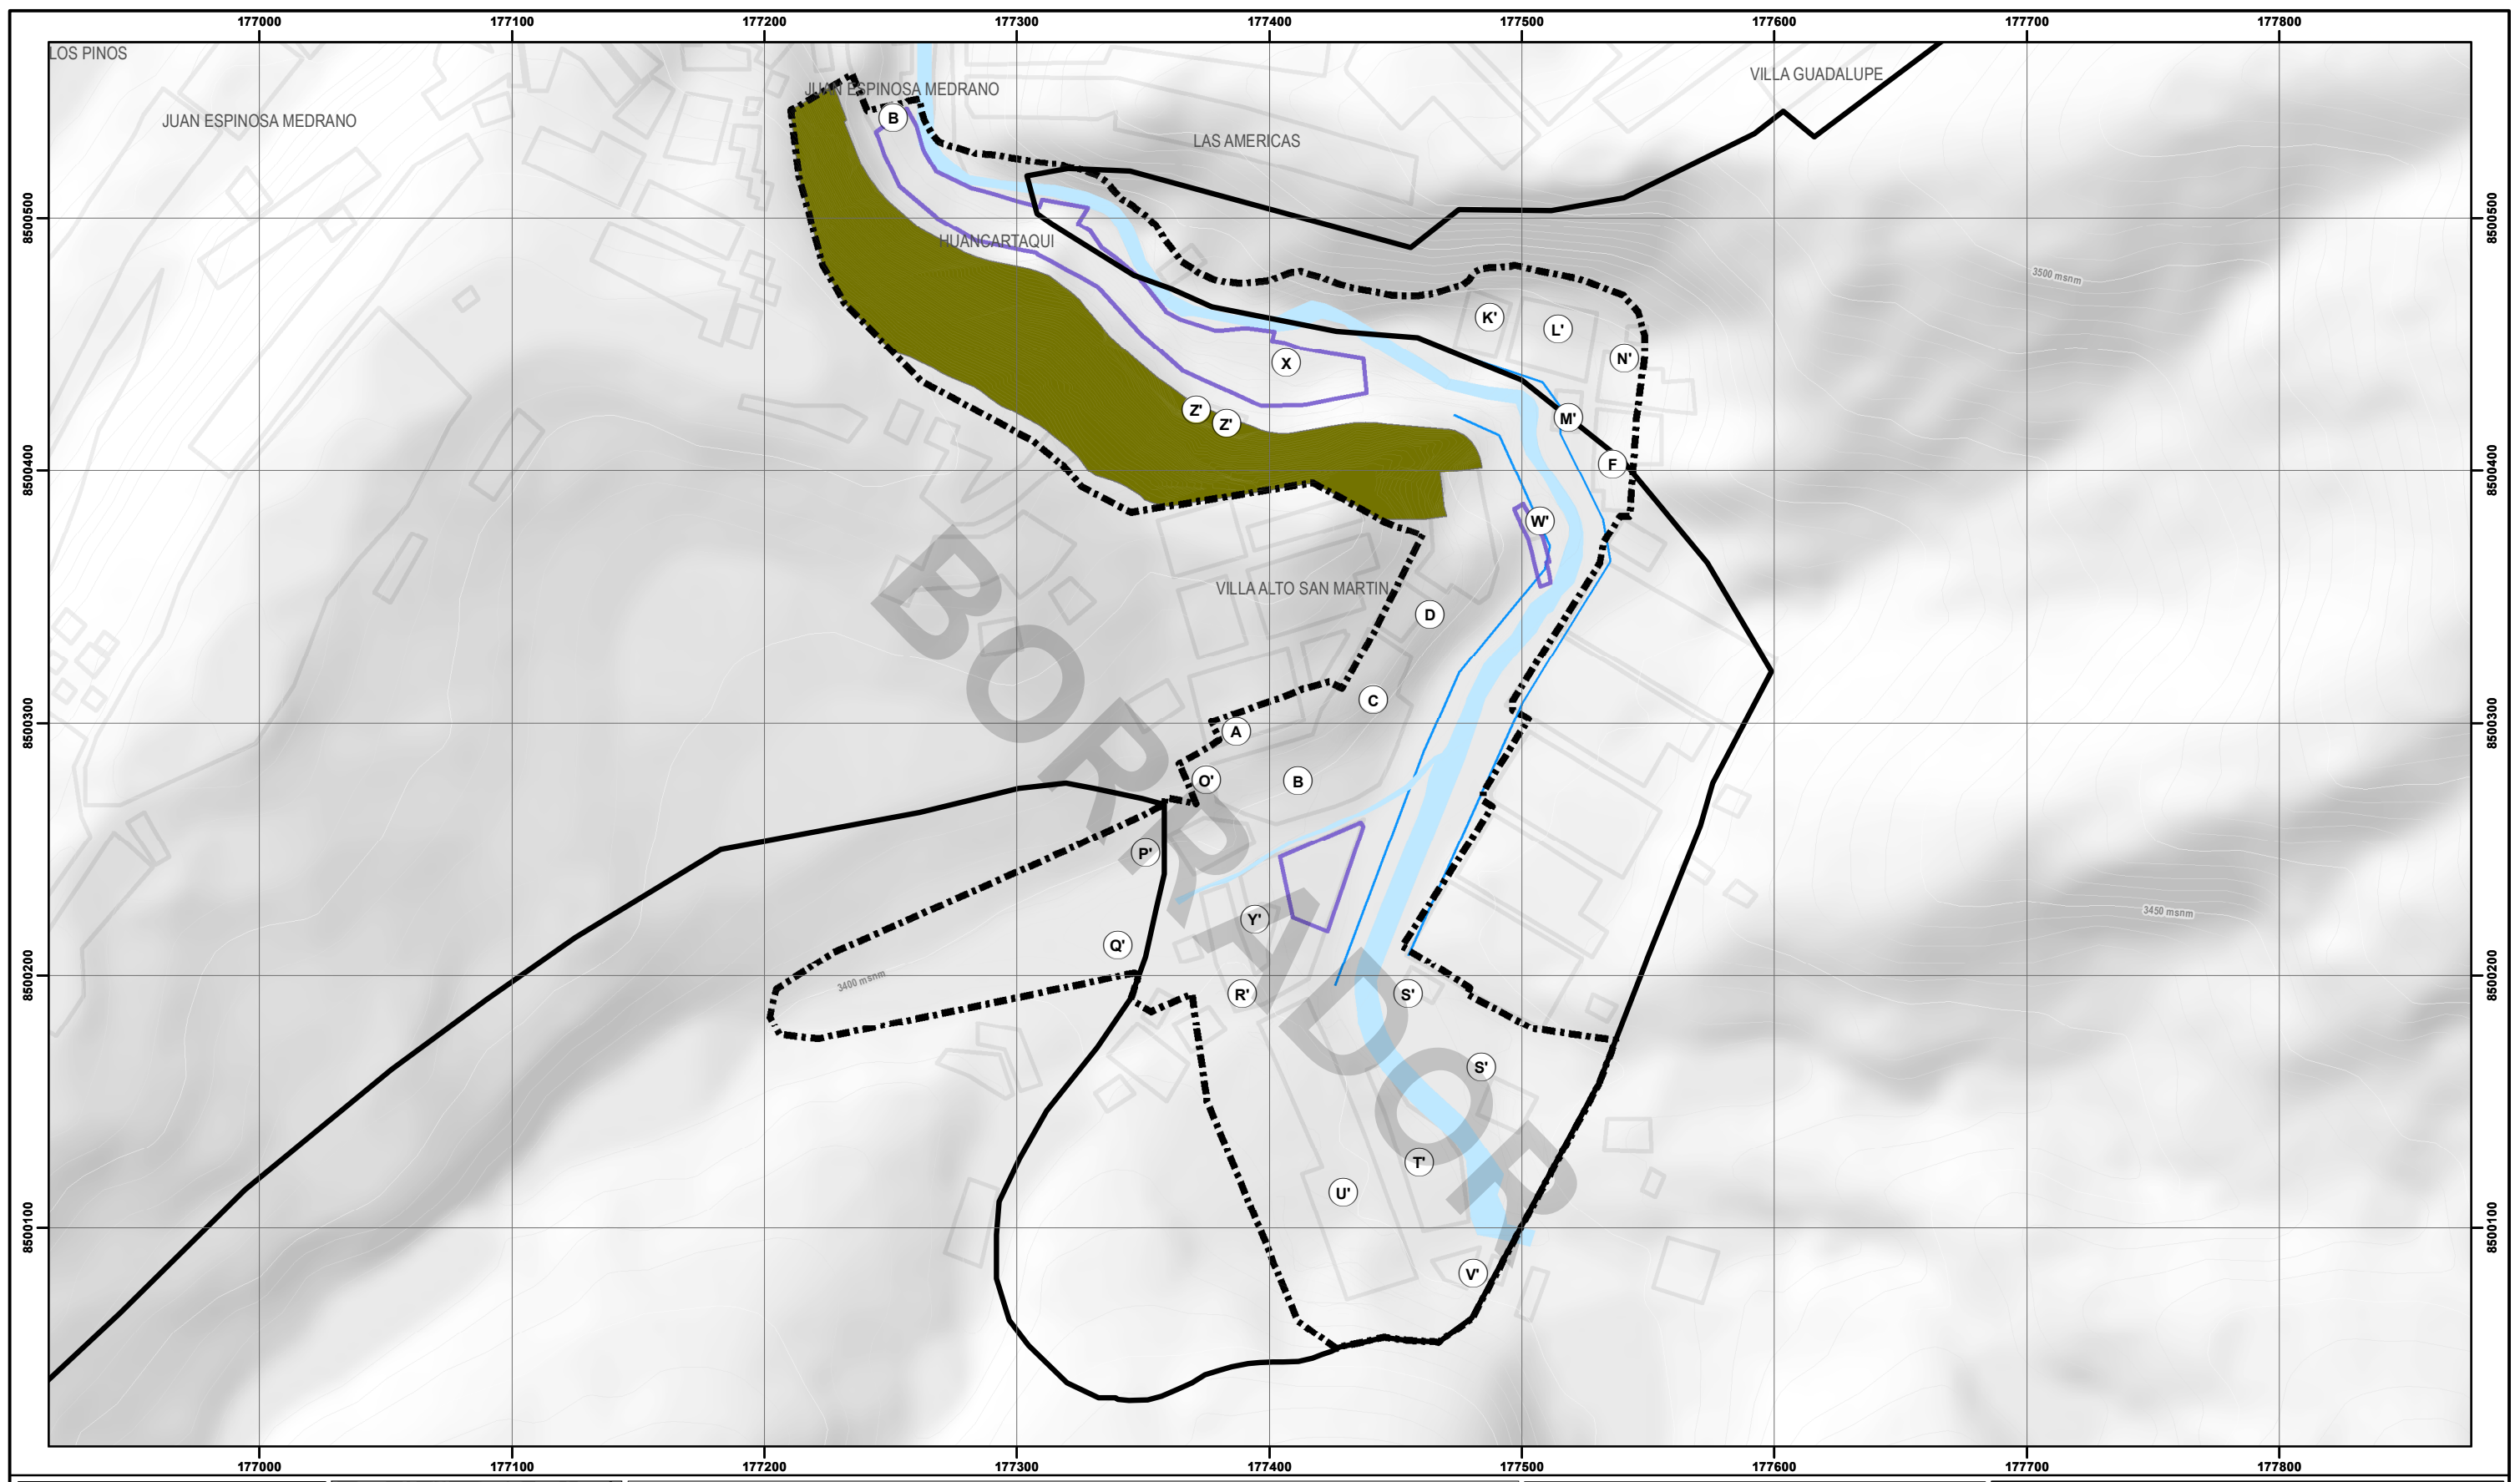 177000 177100 177200 177300 177400 177500 177600 177700 177800
LOS PINOS
VILLA GUADALUPE
JUAN ESPINOSA MEDRANO
JUAN ESPINOSA MEDRANO
B
LAS AMERICAS
8500500 8500500
HUANCARTAQUI
3500 msnm
K'
L'
N'
X
Z'
Z'
M'
F
8500400 8500400
W'
VILLA ALTO SAN MARTIN
D
C
8500300 8500300
A
O'
B
P'
3450 msnm
Y'
Q'
8500200 8500200
3400 msnm
R'
S'
S'
T'
U'
8500100 8500100
V'
BORRADOR
177000 177100 177200 177300 177400 177500 177600 177700 177800